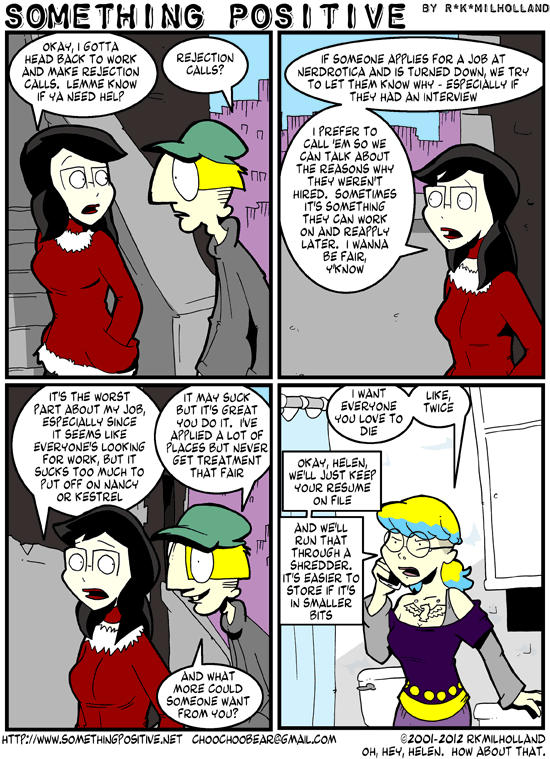 SOMETHING POSITIVE BY R*K*MILHOLLAND
OKAY, I GOTTA
HEAD BACK TO WORK
AND MAKE REJECTION
CALLS. LEMME KNOW
IF YA NEED HELP
REJECTION
CALLS?
IF SOMEONE APPLIES FOR A JOB AT
NERDROTICA AND IS TURNED DOWN, WE TRY
TO LET THEM KNOW WHY - ESPECIALLY IF
THEY HAD AN INTERVIEW
I PREFER TO
CALL 'EM SO WE
CAN TALK ABOUT
THE REASONS WHY
THEY WEREN'T
HIRED. SOMETIMES
IT'S SOMETHING
THEY CAN WORK
ON AND REAPPLY
LATER. I WANNA
BE FAIR,
Y'KNOW
IT'S THE WORST
PART ABOUT MY JOB,
ESPECIALLY SINCE
IT SEEMS LIKE
EVERYONE'S LOOKING
FOR WORK, BUT IT
SUCKS TOO MUCH TO
PUT OFF ON NANCY
OR KESTREL
IT MAY SUCK
BUT IT'S GREAT
YOU DO IT. I'VE
APPLIED A LOT OF
PLACES BUT NEVER
GET TREATMENT
THAT FAIR
AND WHAT
MORE COULD
SOMEONE WANT
FROM YOU?
I WANT
EVERYONE
YOU LOVE TO
DIE
LIKE,
TWICE
OKAY, HELEN,
WE'LL JUST KEEP
YOUR RESUME
ON FILE
AND WE'LL
RUN THAT
THROUGH A
SHREDDER.
IT'S EASIER TO
STORE IF IT'S
IN SMALLER
BITS
HTTP://WWW.SOMETHINGPOSITIVE.NET CHOOCHOOBEAR@GMAIL.COM ©2001-2012 RKMILHOLLAND
OH, HEY, HELEN. HOW ABOUT THAT.